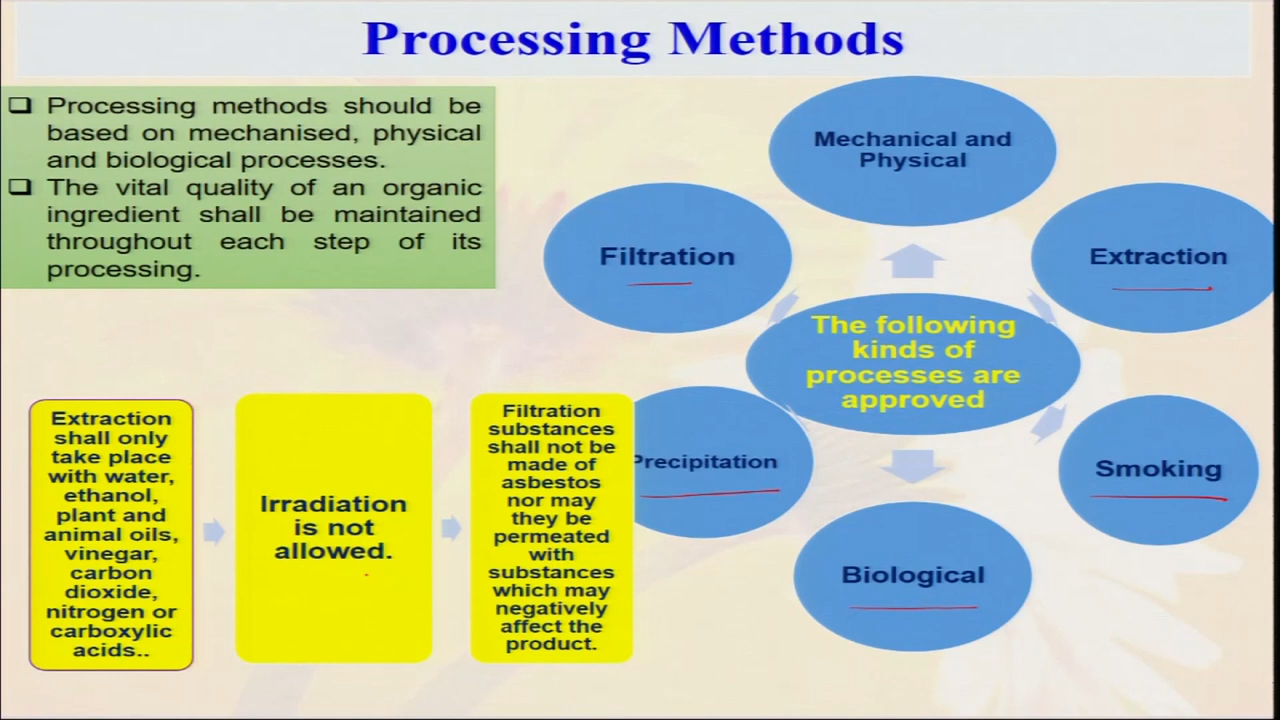 Processing Methods
❑ Processing methods should be
based on mechanised, physical
and biological processes.
❑ The vital quality of an organic
ingredient shall be maintained
throughout each step of its
processing.
Mechanical and
Physical
Filtration
Extraction
The following
kinds of
processes are
approved
Precipitation
Smoking
Biological
Extraction
shall only
take place
with water,
ethanol,
plant and
animal oils,
vinegar,
carbon
dioxide,
nitrogen or
carboxylic
acids..
Irradiation
is not
allowed.
Filtration
substances
shall not be
made of
asbestos
nor may
they be
permeated
with
substances
which may
negatively
affect the
product.